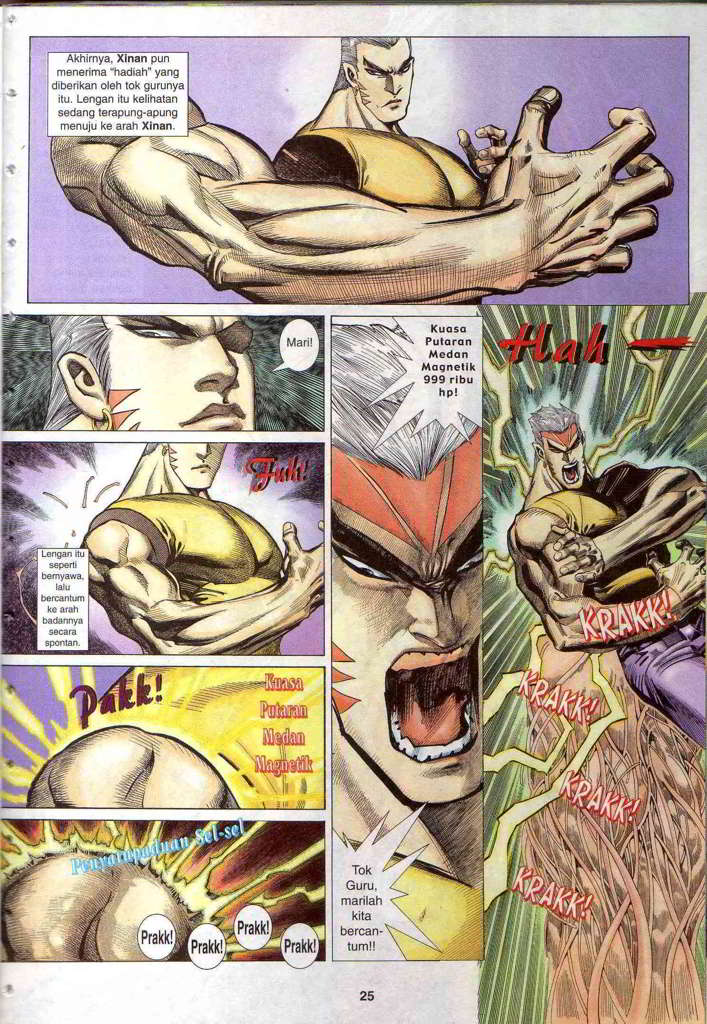 Akhirnya, Xinan pun
menerima "hadiah" yang
diberikan oleh tok gurunya
itu. Lengan itu kelihatan
sedang terapung-apung
menuju ke arah Xinan.
Mari!
Fuh!
Lengan itu
seperti
bernyawa,
lalu
bercantum
ke arah
badannya
secara
spontan.
Pakk!
Kuasa
Putaran
Medan
Magnetik
Penyatupaduan Sel-sel
Prakk!
Prakk!
Prakk!
Prakk!
Kuasa
Putaran
Medan
Magnetik
999 ribu
hp!
Tok
Guru,
marilah
kita
bercan-
tum!!
Hah —
KRAKK!
KRAKK!
KRAKK!
KRAKK!
25